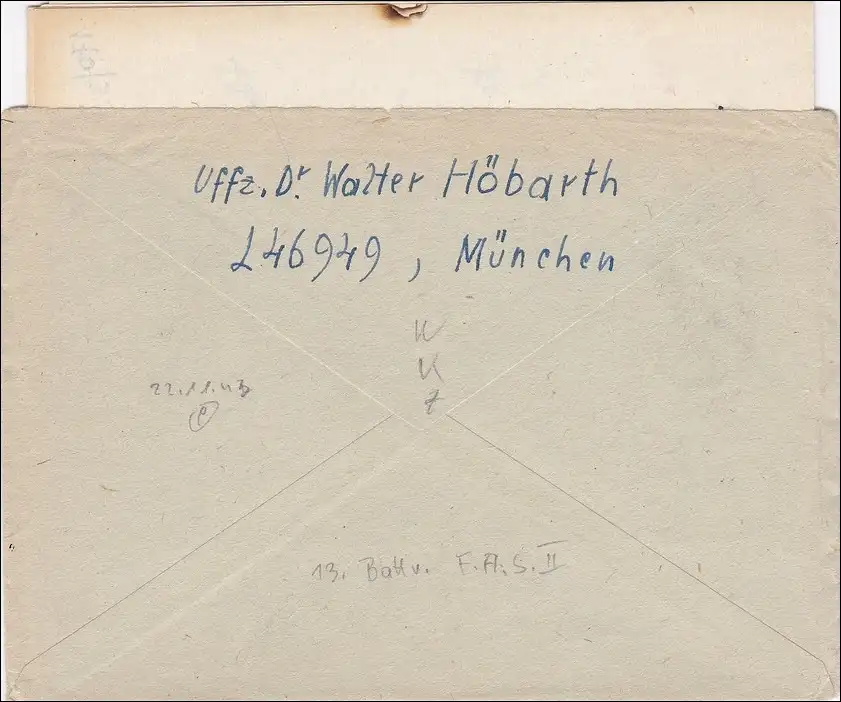 Uffz. Dr. Walter Höbarth
L46949, München
W
K
z
22.11.43
13. Battr. F.A.S. II